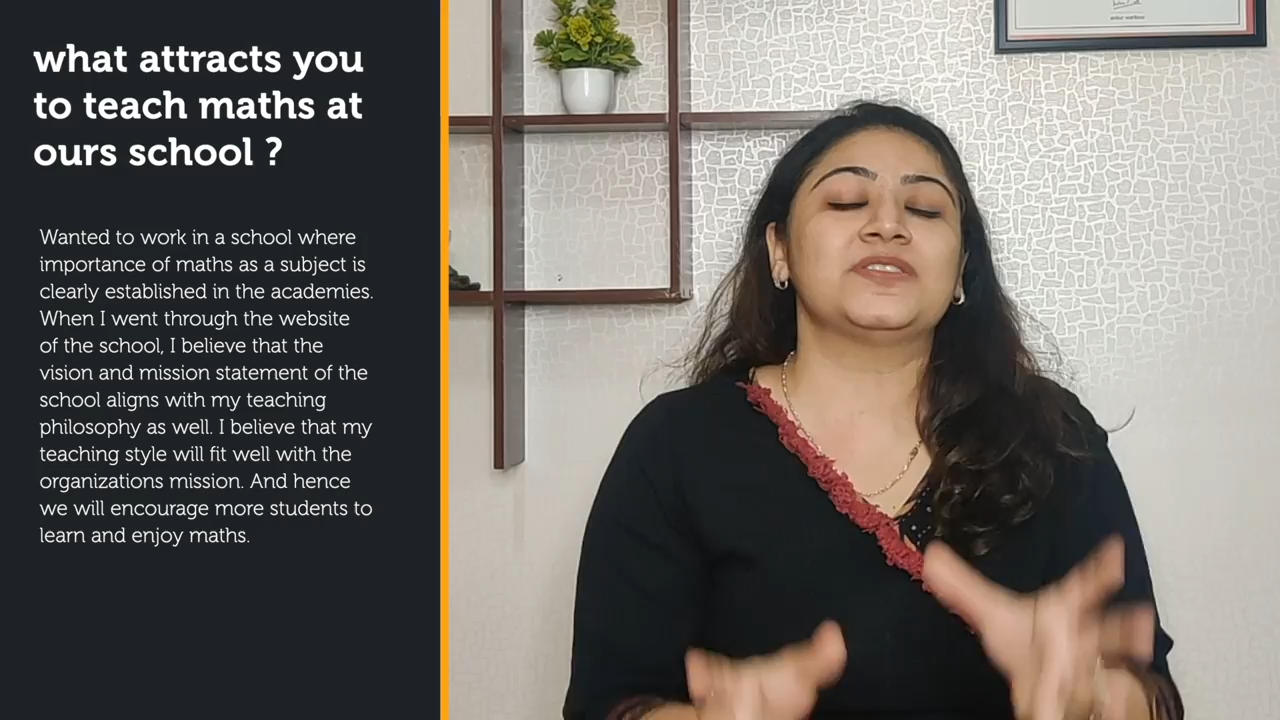 what attracts you
to teach maths at
ours school ?
Wanted to work in a school where
importance of maths as a subject is
clearly established in the academies.
When I went through the website
of the school, I believe that the
vision and mission statement of the
school aligns with my teaching
philosophy as well. I believe that my
teaching style will fit well with the
organizations mission. And hence
we will encourage more students to
learn and enjoy maths.